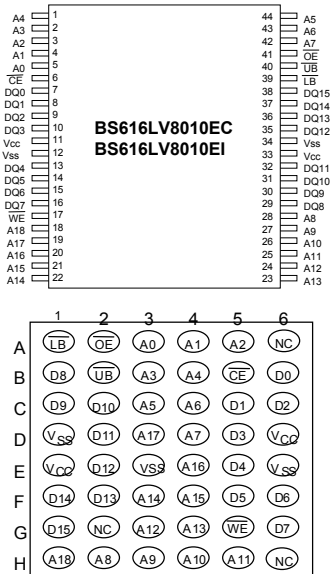 A4 1 44 A5
A3 2 43 A6
A2 3 42 A7
A1 4 41 OE
A0 5 40 UB
CE 6 39 LB
DQ0 7 38 DQ15
DQ1 8 37 DQ14
DQ2 9 36 DQ13
DQ3 10 35 DQ12
Vcc 11 34 Vss
Vss 12 33 Vcc
DQ4 13 32 DQ11
DQ5 14 31 DQ10
DQ6 15 30 DQ9
DQ7 16 29 DQ8
WE 17 28 A8
A18 18 27 A9
A17 19 26 A10
A16 20 25 A11
A15 21 24 A12
A14 22 23 A13
BS616LV8010EC
BS616LV8010EI
1 2 3 4 5 6
A LB OE A0 A1 A2 NC
B D8 UB A3 A4 CE D0
C D9 D10 A5 A6 D1 D2
D VSS D11 A17 A7 D3 VCC
E VCC D12 VSS A16 D4 VSS
F D14 D13 A14 A15 D5 D6
G D15 NC A12 A13 WE D7
H A18 A8 A9 A10 A11 NC